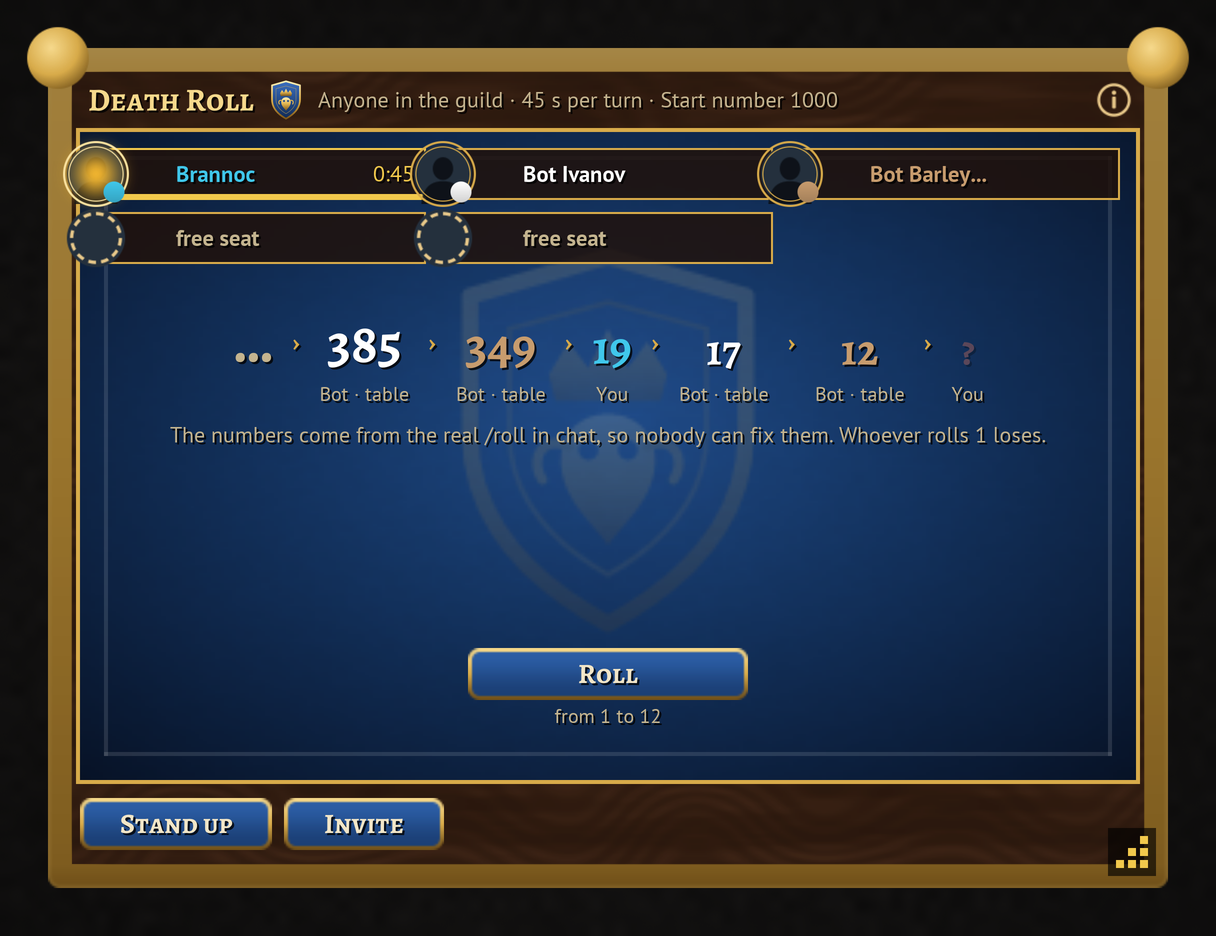 Death Roll Anyone in the guild · 45 s per turn · Start number 1000
Brannoc 0:45 Bot Ivanov Bot Barley...
free seat free seat
... › 385 › 349 › 19 › 17 › 12 › ?
Bot · table Bot · table You Bot · table Bot · table You
The numbers come from the real /roll in chat, so nobody can fix them. Whoever rolls 1 loses.
Roll
from 1 to 12
Stand up Invite